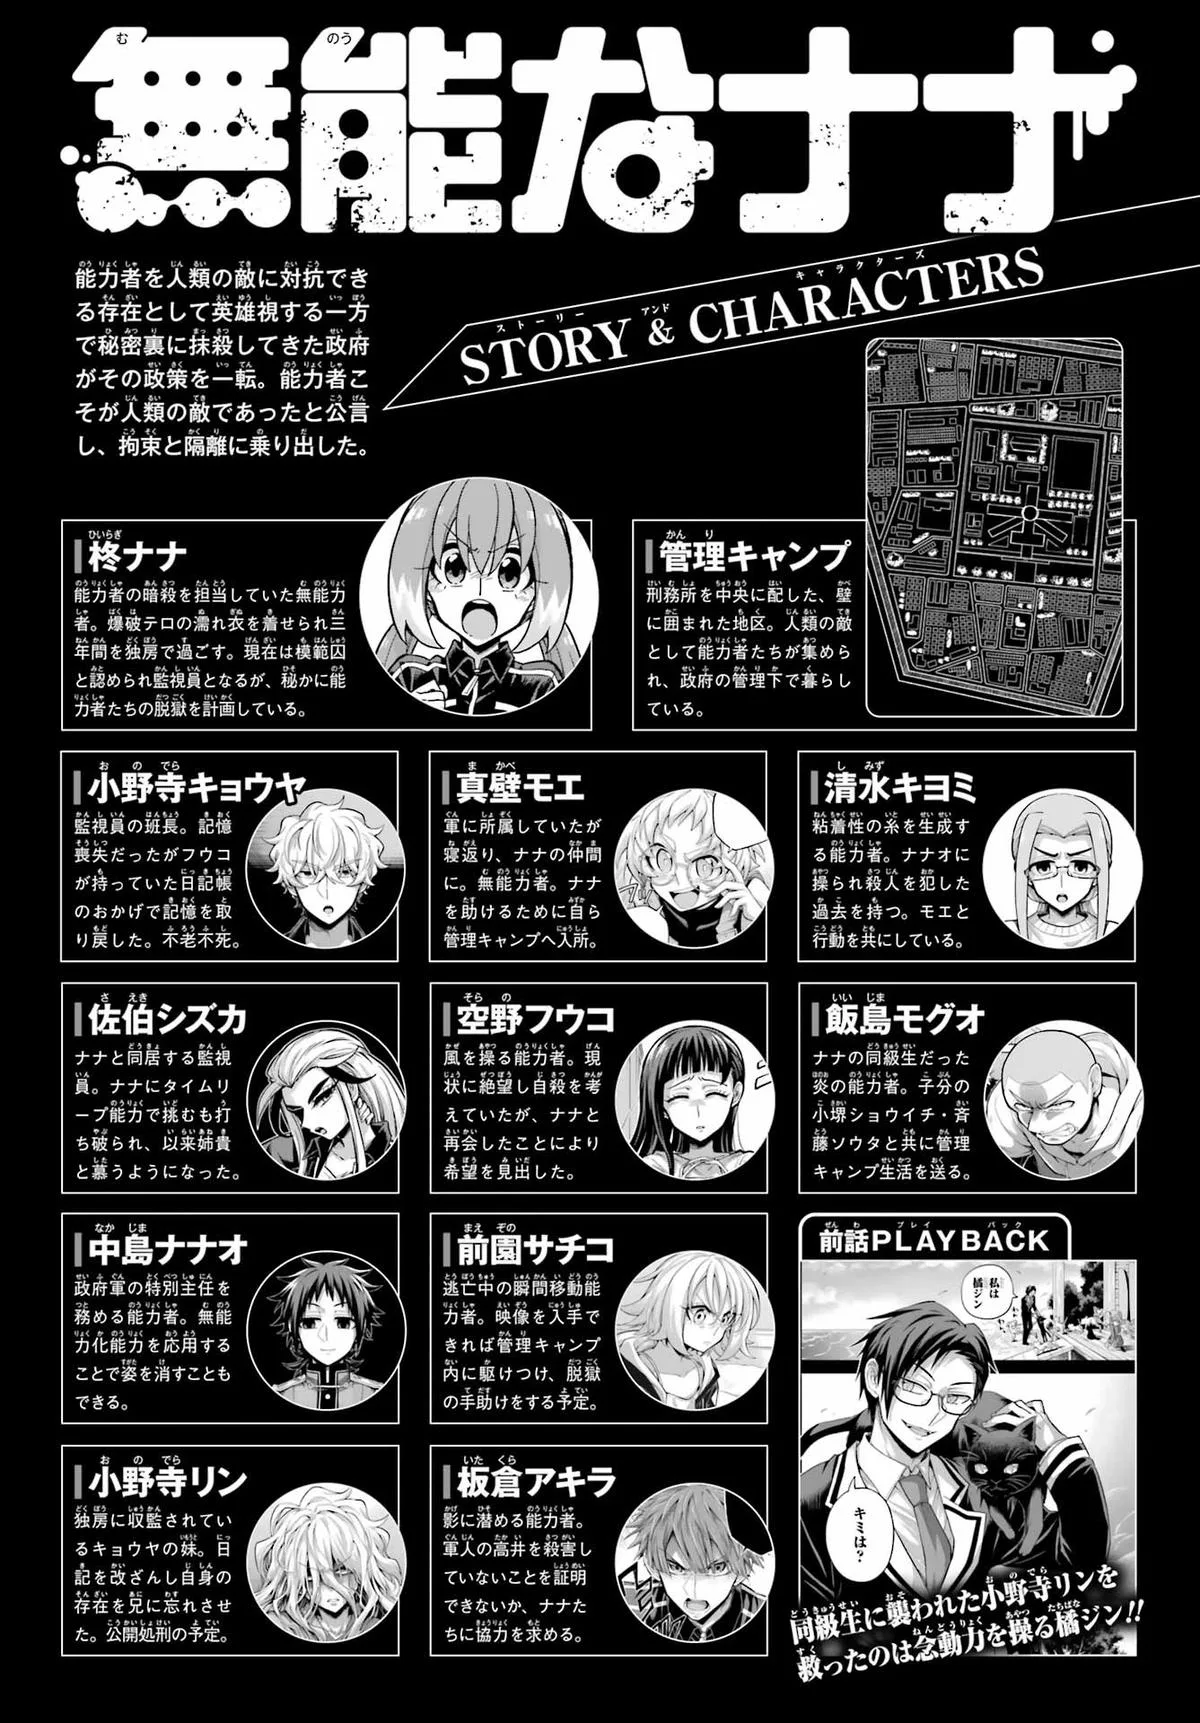 無能なナナ
STORY & CHARACTERS
能力者を人類の敵に対抗でき
る存在として英雄視する一方
で秘密裏に抹殺してきた政府
がその政策を一転。能力者こ
そが人類の敵であったと公言
し、拘束と隔離に乗り出した。
柊ナナ
能力者の暗殺を担当していた無能力
者。爆破テロの濡れ衣を着せられ三
年間を独房で過ごす。現在は模範囚
と認められ監視員となるが、秘かに能
力者たちの脱獄を計画している。
管理キャンプ
刑務所を中央に配した、壁
に囲まれた地区。人類の敵
として能力者たちが集めら
れ、政府の管理下で暮らし
ている。
小野寺キョウヤ
監視員の班長。記憶
喪失だったがフウコ
が持っていた日記帳
のおかげで記憶を取
り戻した。不老不死。
真壁モエ
軍に所属していたが
寝返り、ナナの仲間
に。無能力者。ナナ
を助けるために自ら
管理キャンプへ入所。
清水キヨミ
粘着性の糸を生成す
る能力者。ナナオに
操られ殺人を犯した
過去を持つ。モエと
行動を共にしている。
佐伯シズカ
ナナと同居する監視
員。ナナにタイムリ
ープ能力で挑むも打
ち破られ、以来姉貴
と慕うようになった。
空野フウコ
風を操る能力者。現
状に絶望し自殺を考
えていたが、ナナと
再会したことにより
希望を見出した。
飯島モグオ
ナナの同級生だった
炎の能力者。子分の
小堺ショウイチ・斉
藤ソウタと共に管理
キャンプ生活を送る。
中島ナナオ
政府軍の特別主任を
務める能力者。無能
力化能力を応用する
ことで姿を消すことも
できる。
前園サチコ
逃亡中の瞬間移動能
力者。映像を入手で
きれば管理キャンプ
内に駆けつけ、脱獄
の手助けをする予定。
前話PLAYBACK
私は
橘ジン
キミは?
同級生に襲われた小野寺リンを
救ったのは念動力を操る橘ジン!!
小野寺リン
独房に収監されてい
るキョウヤの妹。日
記を改ざんし自身の
存在を兄に忘れさせ
た。公開処刑の予定。
板倉アキラ
影に潜める能力者。
軍人の高井を殺害し
ていないことを証明
できないか、ナナた
ちに協力を求める。